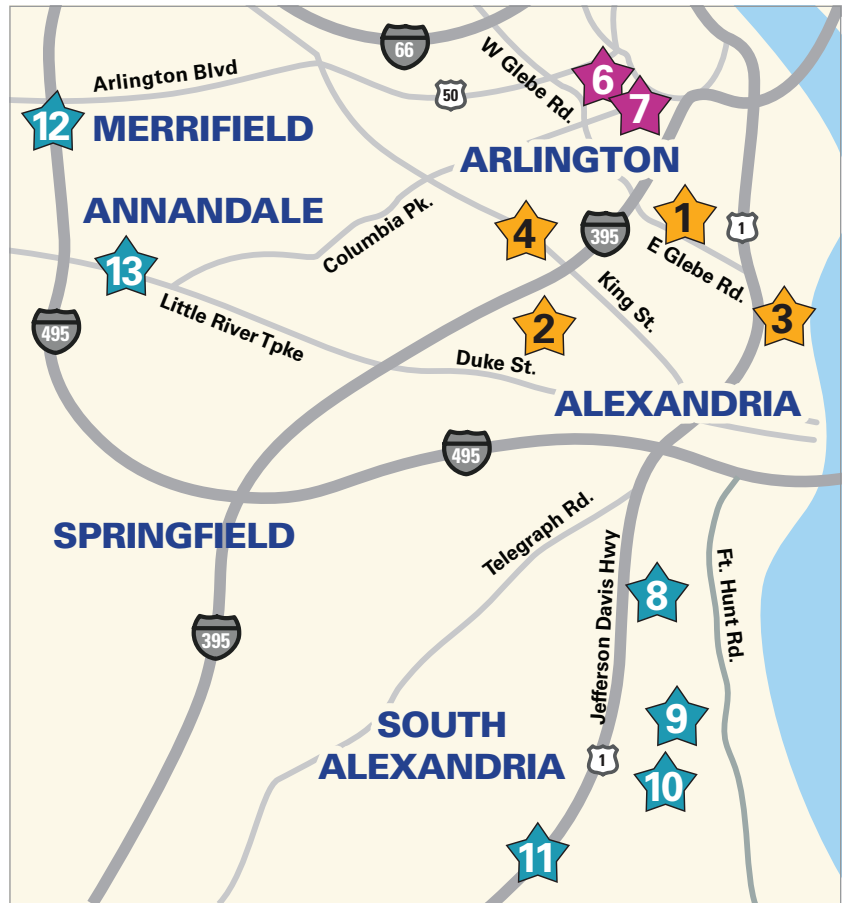 66
W Glebe Rd.
6
Arlington Blvd
50
7
12
MERRIFIELD
ARLINGTON
ANNANDALE
1
Columbia Pk.
4
395
1
E Glebe Rd.
13
King St.
Little River Tpke
495
2
3
Duke St.
ALEXANDRIA
495
SPRINGFIELD
Telegraph Rd.
Jefferson Davis Hwy
8
Ft. Hunt Rd.
395
SOUTH
ALEXANDRIA
9
1
10
11